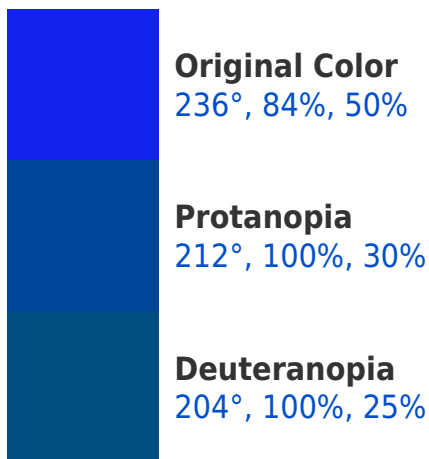 Original Color
236°, 84%, 50%
Protanopia
212°, 100%, 30%
Deuteranopia
204°, 100%, 25%